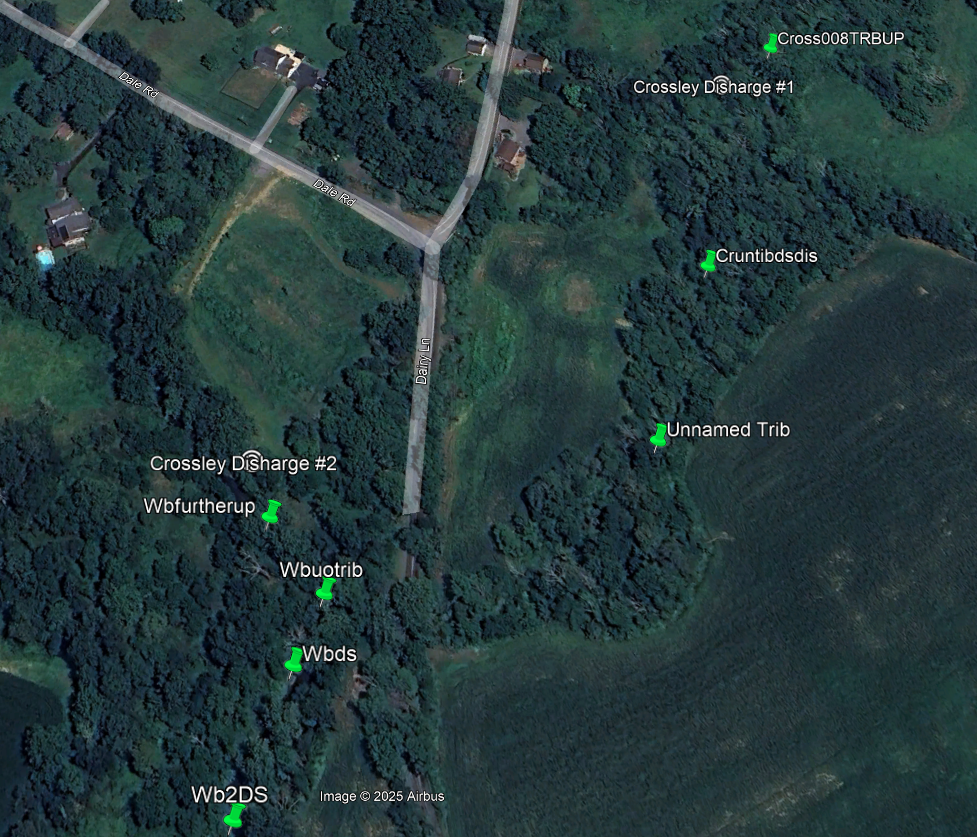 Cross008TRBUP
Dale Rd
Crossley Disharge #1
Dale Rd
Cruntibdsdis
Dairy Ln
Unnamed Trib
Crossley Disharge #2
Wbfurtherup
Wbuotrib
Wbds
Wb2DS
Image © 2025 Airbus